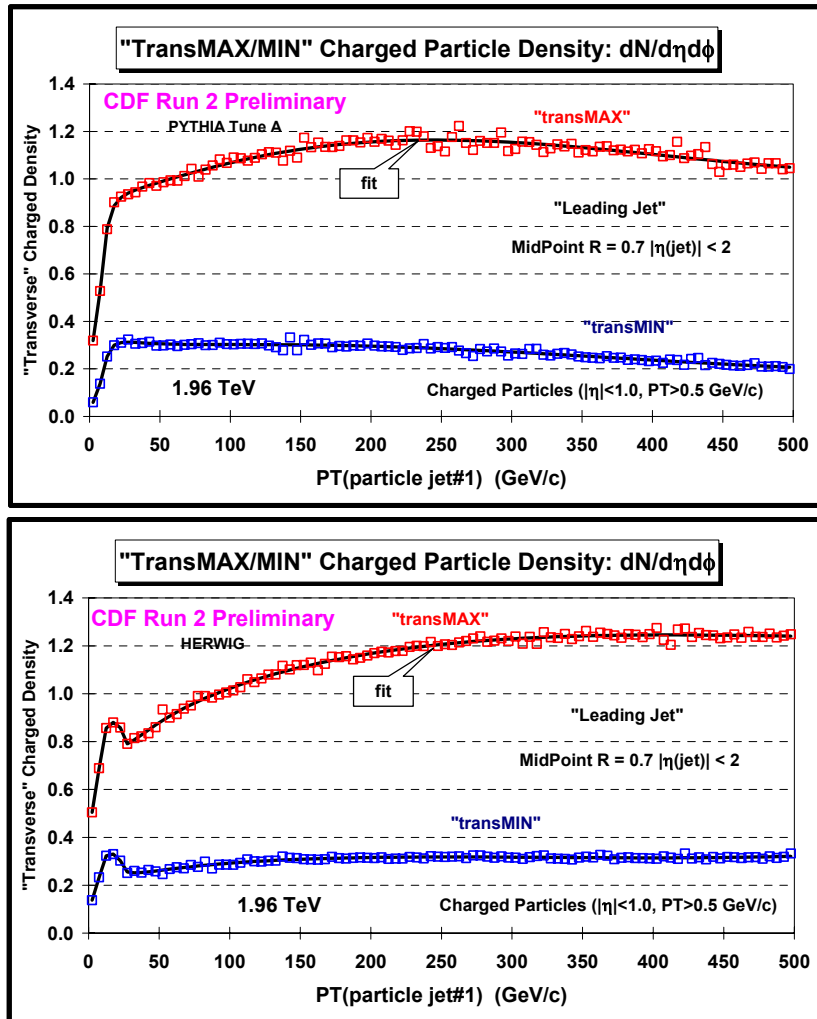 "TransMAX/MIN" Charged Particle Density: dN/dηdϕ
1.4
CDF Run 2 Preliminary
PYTHIA Tune A
"transMAX"
1.2
fit
1.0
"Leading Jet"
0.8
MidPoint R = 0.7 |η(jet)| < 2
0.6
"transMIN"
0.4
0.2
1.96 TeV
Charged Particles (|η|<1.0, PT>0.5 GeV/c)
0.0
"Transverse" Charged Density
0 50 100 150 200 250 300 350 400 450 500
PT(particle jet#1) (GeV/c)
"TransMAX/MIN" Charged Particle Density: dN/dηdϕ
1.4
CDF Run 2 Preliminary
"transMAX"
HERWIG
1.2
fit
1.0
"Leading Jet"
0.8
MidPoint R = 0.7 |η(jet)| < 2
0.6
"transMIN"
0.4
0.2
1.96 TeV
Charged Particles (|η|<1.0, PT>0.5 GeV/c)
0.0
"Transverse" Charged Density
0 50 100 150 200 250 300 350 400 450 500
PT(particle jet#1) (GeV/c)